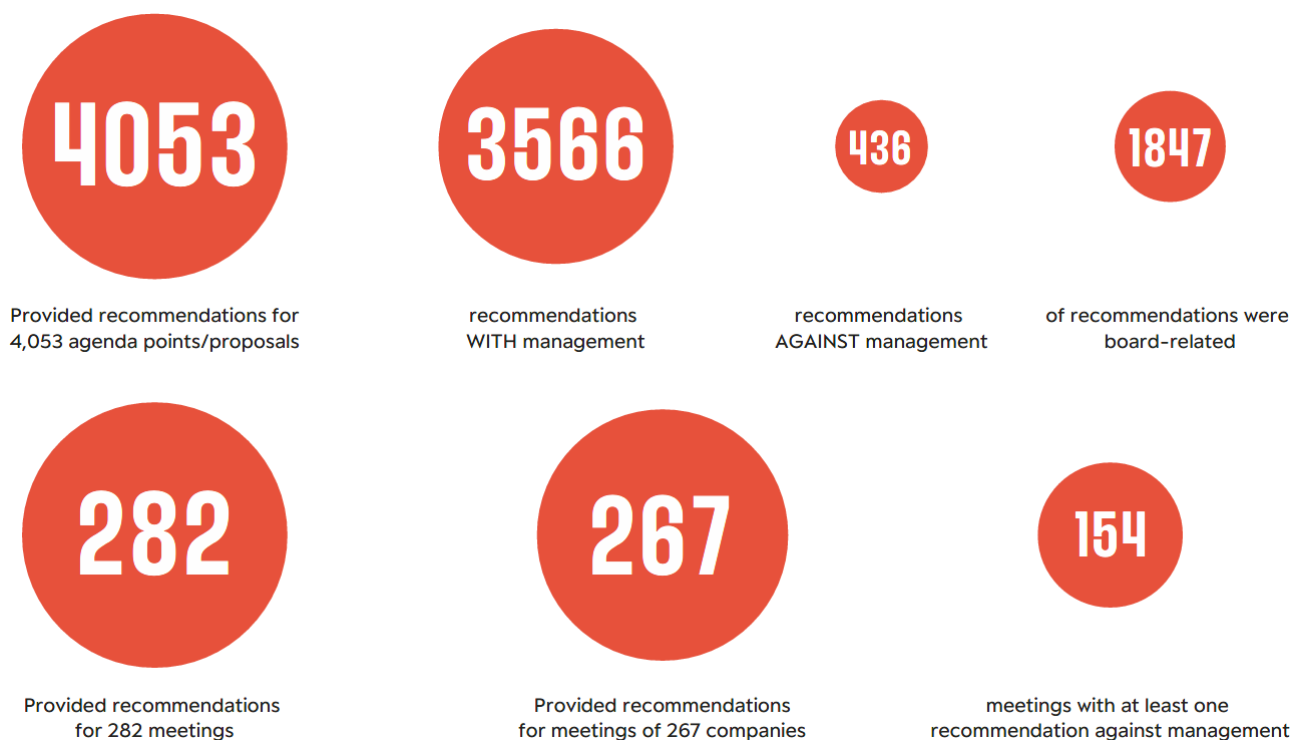 4053
Provided recommendations for
4,053 agenda points/proposals
3566
recommendations
WITH management
436
recommendations
AGAINST management
1847
of recommendations were
board-related
282
Provided recommendations
for 282 meetings
267
Provided recommendations
for meetings of 267 companies
154
meetings with at least one
recommendation against management